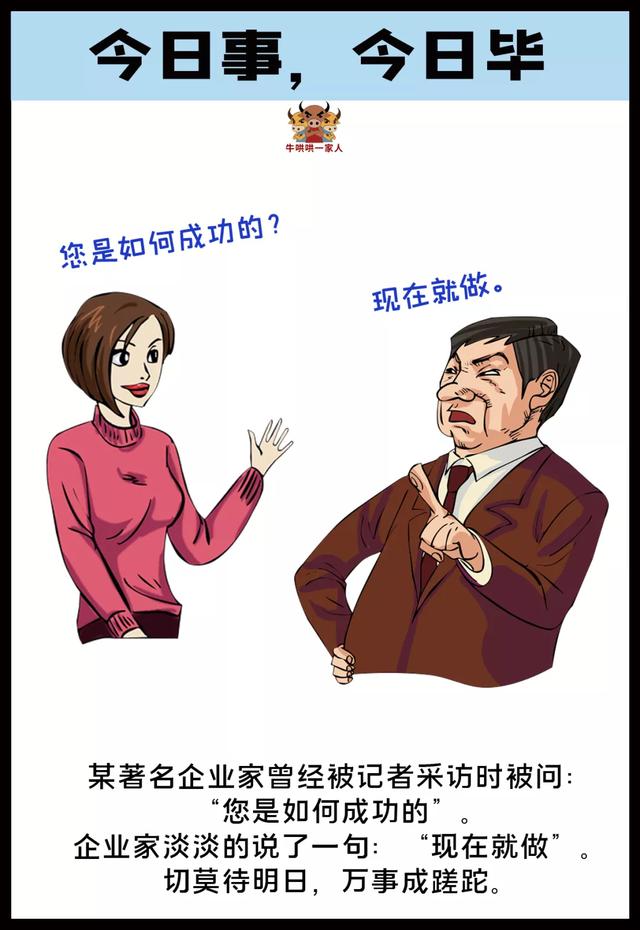 今日事，今日毕
牛哄哄一家人
您是如何成功的？
现在就做。
某著名企业家曾经被记者采访时被问：
“您是如何成功的”。
企业家淡淡的说了一句：“现在就做”。
切莫待明日，万事成蹉跎。